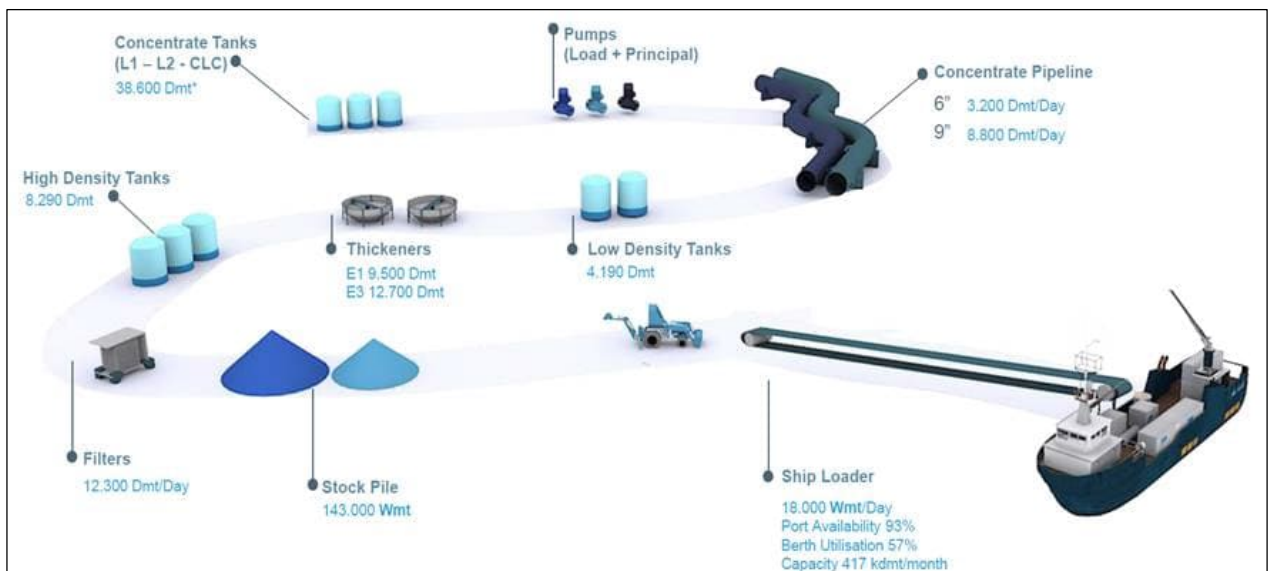 Concentrate Tanks
(L1 – L2 - CLC)
38.600 Dmt*
Pumps
(Load + Principal)
Concentrate Pipeline
6” 3.200 Dmt/Day
9” 8.800 Dmt/Day
High Density Tanks
8.290 Dmt
Thickeners
E1 9.500 Dmt
E3 12.700 Dmt
Low Density Tanks
4.190 Dmt
Filters
12.300 Dmt/Day
Stock Pile
143.000 Wmt
Ship Loader
18.000 Wmt/Day
Port Availability 93%
Berth Utilisation 57%
Capacity 417 kdmt/month